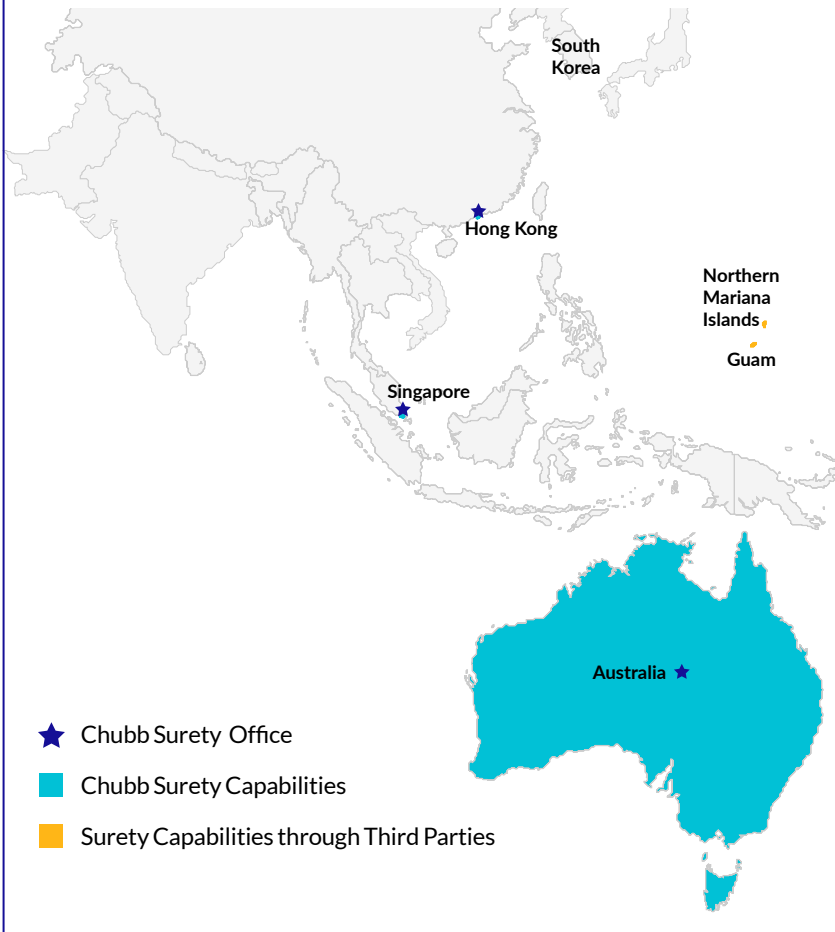 South
Korea
Hong Kong
Northern
Mariana
Islands
Guam
Singapore
Australia
Chubb Surety Office
Chubb Surety Capabilities
Surety Capabilities through Third Parties